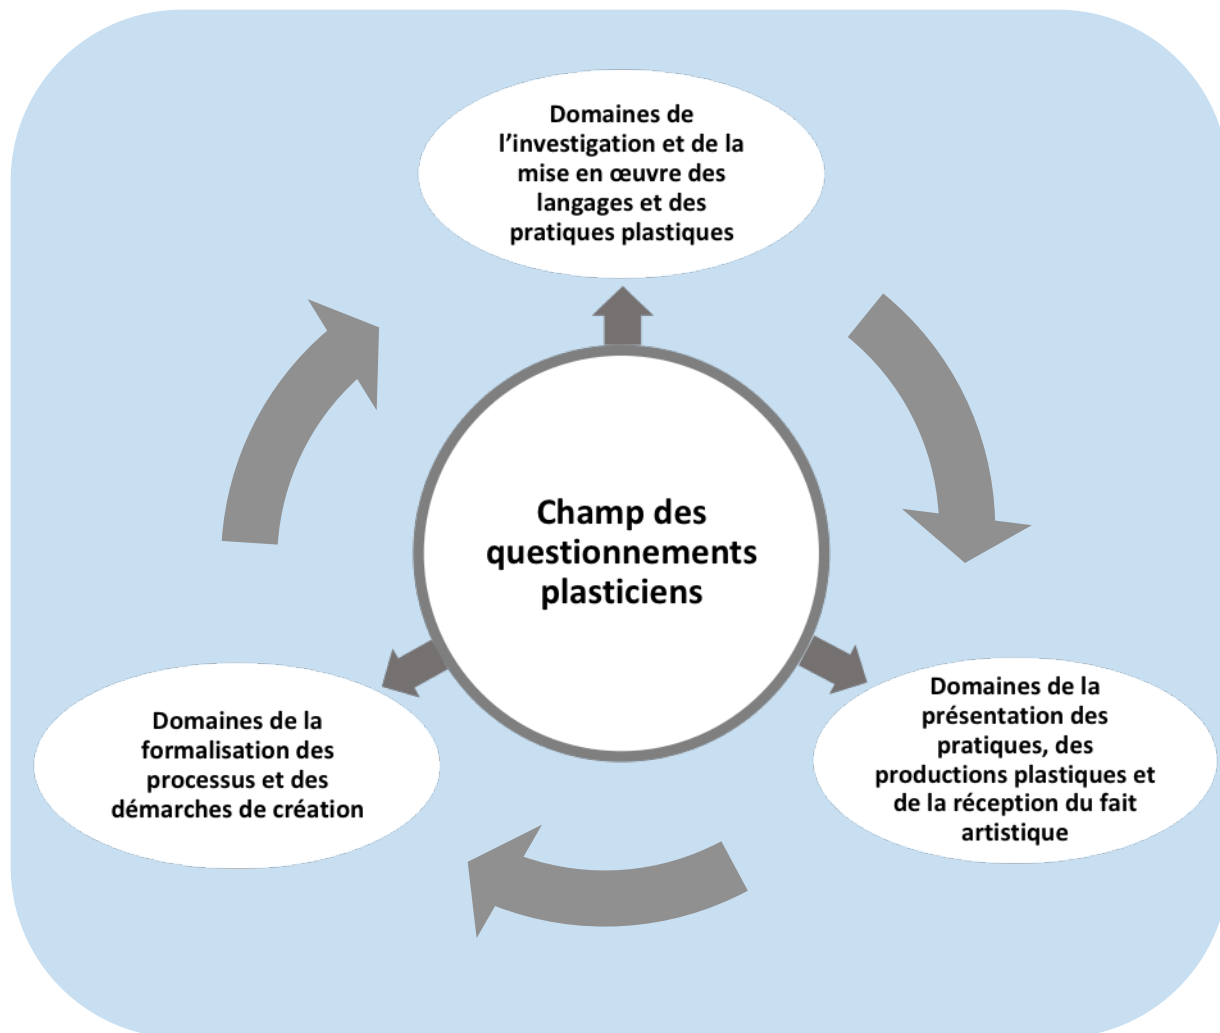 Domaines de
l’investigation et de la
mise en œuvre des
langages et des
pratiques plastiques
Champ des
questionnements
plasticiens
Domaines de la
formalisation des
processus et des
démarches de création
Domaines de la
présentation des
pratiques, des
productions plastiques et
de la réception du fait
artistique